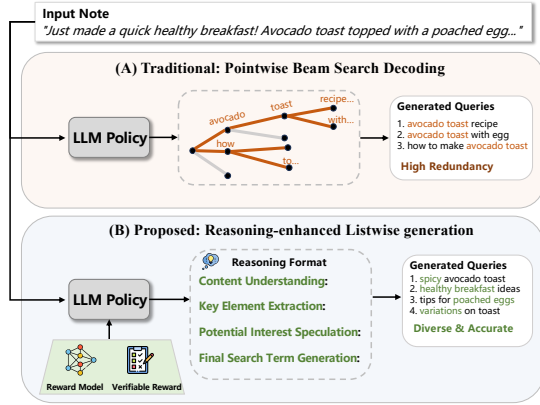 Input Note
"Just made a quick healthy breakfast! Avocado toast topped with a poached egg..."
(A) Traditional: Pointwise Beam Search Decoding
LLM Policy
avocado
toast
recipe...
with...
how
to...
Generated Queries
1. avocado toast recipe
2. avocado toast with egg
3. how to make avocado toast
High Redundancy
(B) Proposed: Reasoning-enhanced Listwise generation
LLM Policy
Reward Model
Verifiable Reward
Reasoning Format
Content Understanding:
Key Element Extraction:
Potential Interest Speculation:
Final Search Term Generation:
Generated Queries
1. spicy avocado toast
2. healthy breakfast ideas
3. tips for poached eggs
4. variations on toast
Diverse & Accurate